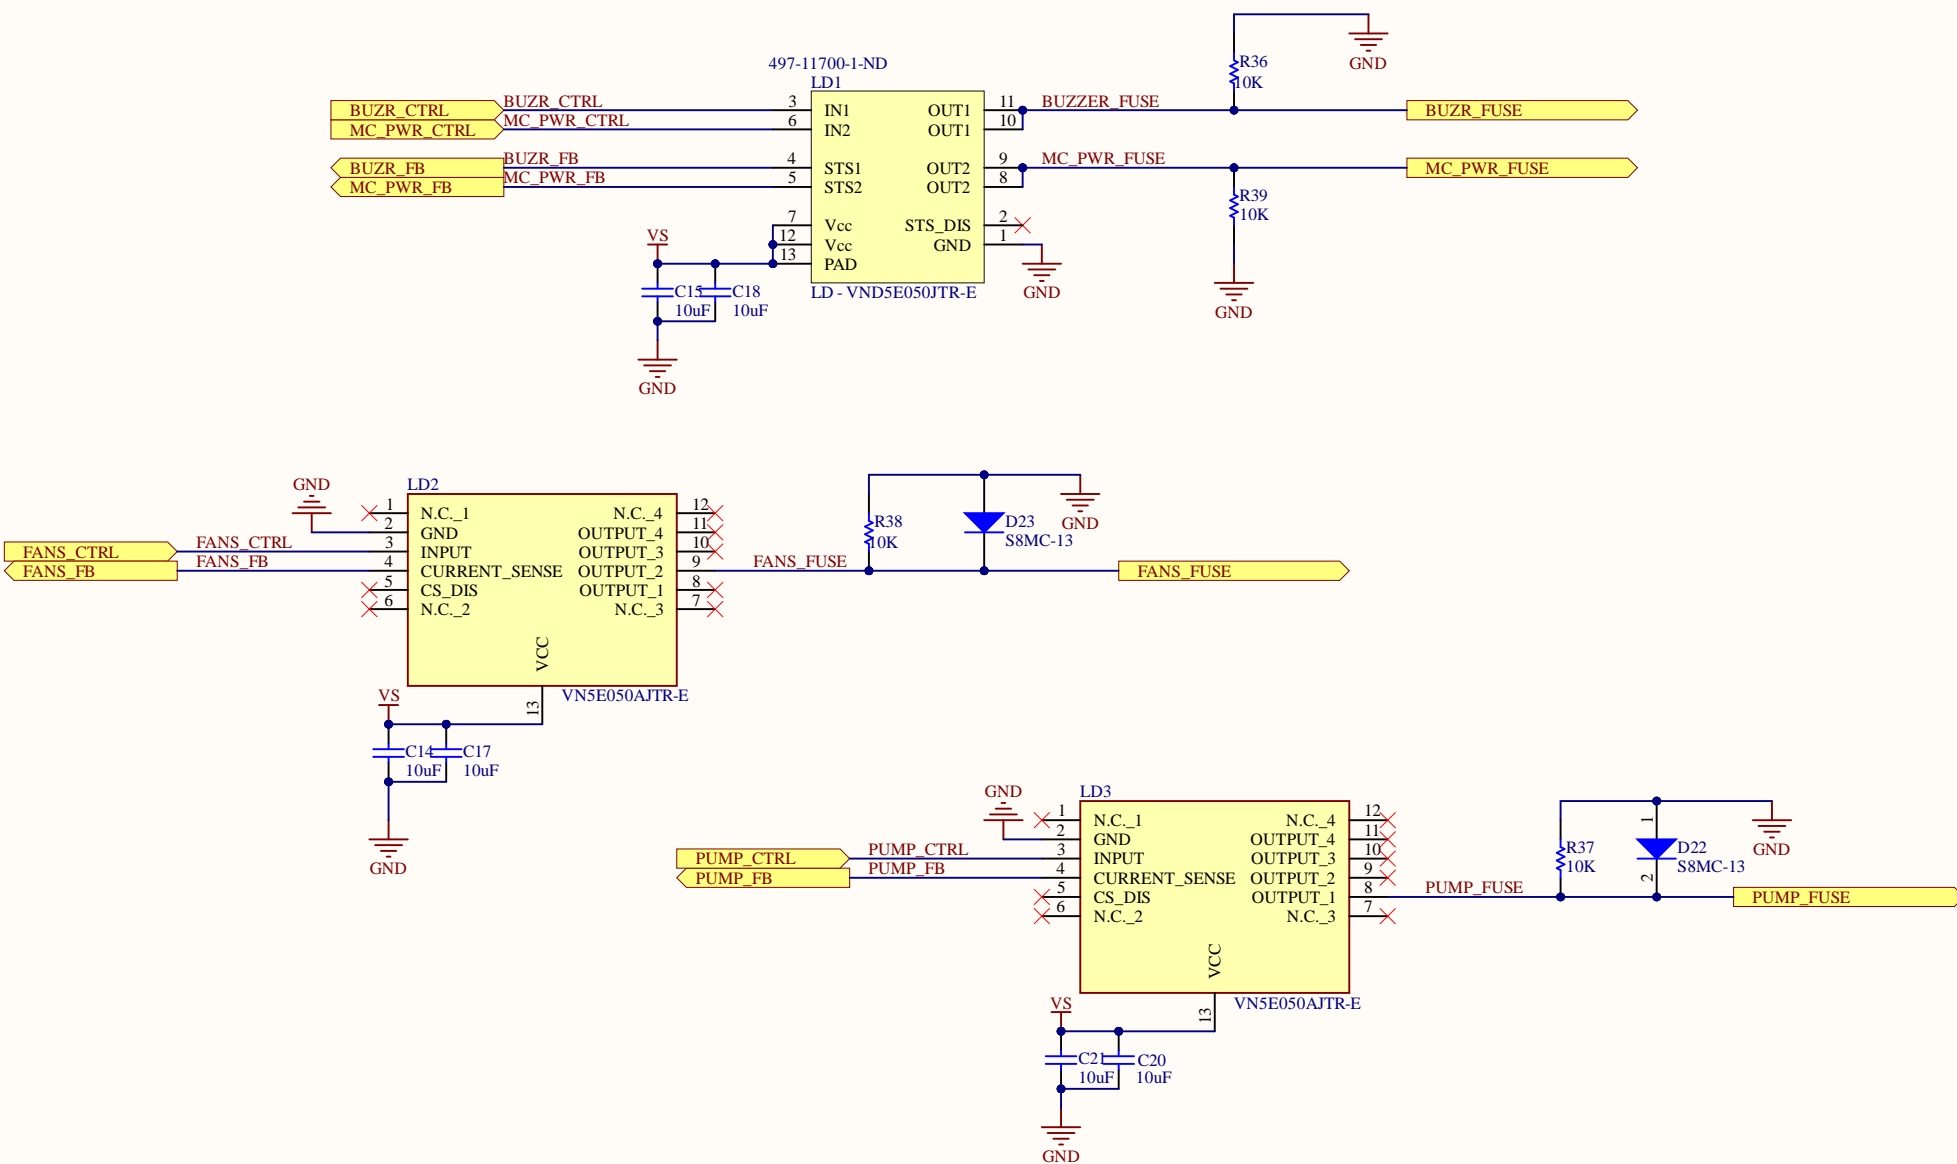 497-11700-1-ND
LD1
BUZR_CTRL BUZR_CTRL 3 IN1 OUT1 11 BUZZER_FUSE BUZR_FUSE
MC_PWR_CTRL MC_PWR_CTRL 6 IN2 OUT1 10
BUZR_FB BUZR_FB 4 STS1 OUT2 9 MC_PWR_FUSE MC_PWR_FUSE
MC_PWR_FB MC_PWR_FB 5 STS2 OUT2 8
7 Vcc STS_DIS 2
12 Vcc GND 1
13 PAD
LD - VND5E050JTR-E
R36
10K
GND
R39
10K
GND
GND
VS
C15 C18
10uF 10uF
GND
LD2
GND
1 N.C._1 N.C._4 12
2 GND OUTPUT_4 11
FANS_CTRL FANS_CTRL 3 INPUT OUTPUT_3 10
FANS_FB FANS_FB 4 CURRENT_SENSE OUTPUT_2 9 FANS_FUSE FANS_FUSE
5 CS_DIS OUTPUT_1 8
6 N.C._2 N.C._3 7
VCC
13
VN5E050AJTR-E
R38
10K
D23
S8MC-13
GND
VS
C14 C17
10uF 10uF
GND
LD3
GND
1 N.C._1 N.C._4 12
2 GND OUTPUT_4 11
PUMP_CTRL PUMP_CTRL 3 INPUT OUTPUT_3 10
PUMP_FB PUMP_FB 4 CURRENT_SENSE OUTPUT_2 9
5 CS_DIS OUTPUT_1 8 PUMP_FUSE PUMP_FUSE
6 N.C._2 N.C._3 7
VCC
13
VN5E050AJTR-E
R37
10K
1
D22
S8MC-13
2
GND
VS
C21 C20
10uF 10uF
GND